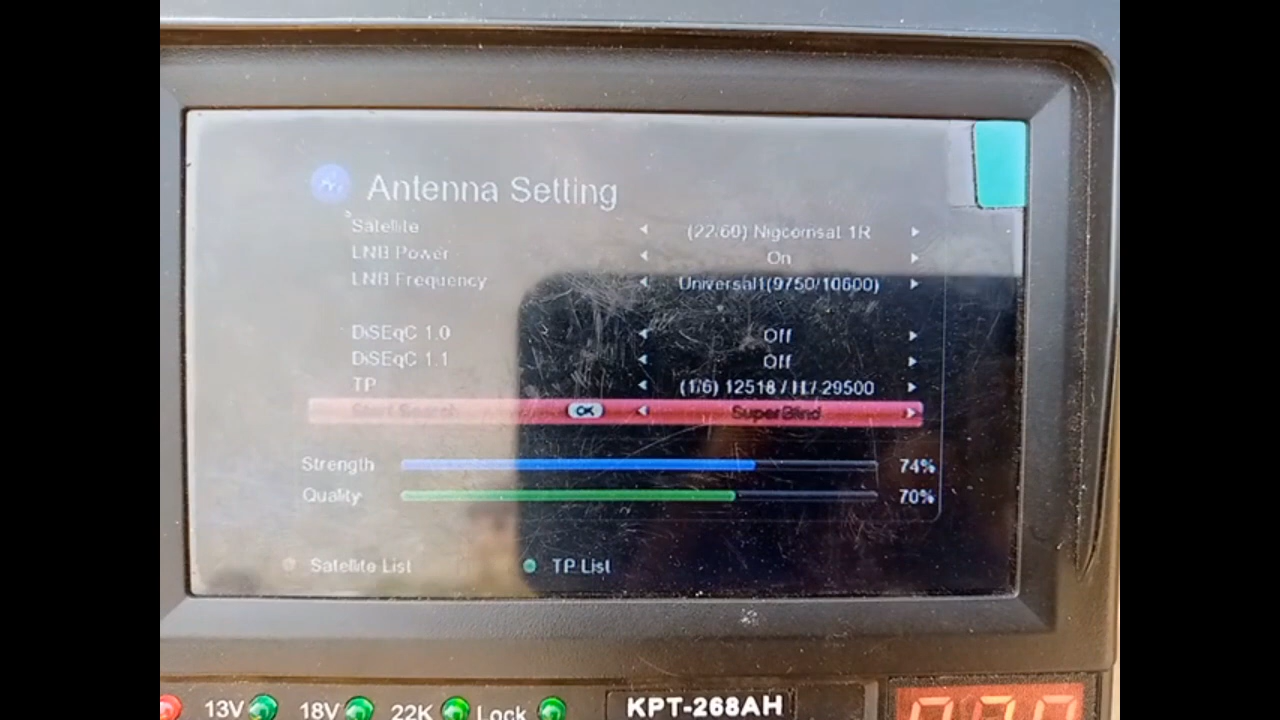 Antenna Setting
Satellite (22.60) Nigcomsat 1R
LNB Power On
LNB Frequency Universal1(9750/10600)
DiSEqC 1.0 Off
DiSEqC 1.1 Off
TP (1/6) 12518 / H / 29500
Start Search OK SuperBlind
Strength 74%
Quality 70%
Satellite List TP List
13V 18V 22K Lock KPT-268AH